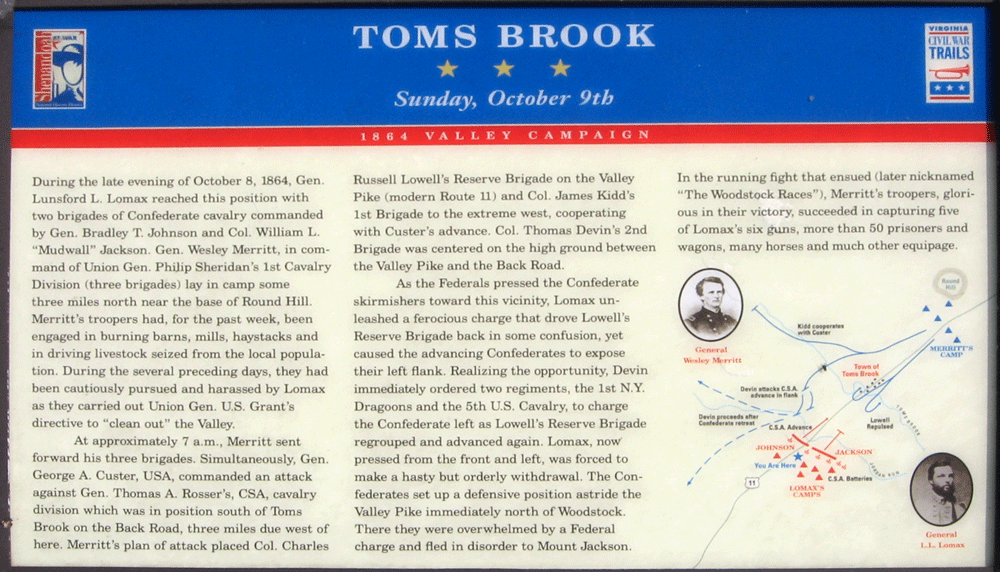 TOMS BROOK
Sunday, October 9th
1864 VALLEY CAMPAIGN
Shenandoah
VIRGINIA
CIVIL WAR
TRAILS
During the late evening of October 8, 1864, Gen.
Lunsford L. Lomax reached this position with
two brigades of Confederate cavalry commanded
by Gen. Bradley T. Johnson and Col. William L.
“Mudwall” Jackson. Gen. Wesley Merritt, in com-
mand of Union Gen. Philip Sheridan’s 1st Cavalry
Division (three brigades) lay in camp some
three miles north near the base of Round Hill.
Merritt’s troopers had, for the past week, been
engaged in burning barns, mills, haystacks and
in driving livestock seized from the local popula-
tion. During the several preceding days, they had
been cautiously pursued and harassed by Lomax
as they carried out Union Gen. U.S. Grant’s
directive to “clean out” the Valley.
At approximately 7 a.m., Merritt sent
forward his three brigades. Simultaneously, Gen.
George A. Custer, USA, commanded an attack
against Gen. Thomas A. Rosser’s, CSA, cavalry
division which was in position south of Toms
Brook on the Back Road, three miles due west of
here. Merritt’s plan of attack placed Col. Charles
Russell Lowell’s Reserve Brigade on the Valley
Pike (modern Route 11) and Col. James Kidd’s
1st Brigade to the extreme west, cooperating
with Custer’s advance. Col. Thomas Devin’s 2nd
Brigade was centered on the high ground between
the Valley Pike and the Back Road.
As the Federals pressed the Confederate
skirmishers toward this vicinity, Lomax un-
leashed a ferocious charge that drove Lowell’s
Reserve Brigade back in some confusion, yet
caused the advancing Confederates to expose
their left flank. Realizing the opportunity, Devin
immediately ordered two regiments, the 1st N.Y.
Dragoons and the 5th U.S. Cavalry, to charge
the Confederate left as Lowell’s Reserve Brigade
regrouped and advanced again. Lomax, now
pressed from the front and left, was forced to
make a hasty but orderly withdrawal. The Con-
federates set up a defensive position astride the
Valley Pike immediately north of Woodstock.
There they were overwhelmed by a Federal
charge and fled in disorder to Mount Jackson.
In the running fight that ensued (later nicknamed
“The Woodstock Races”), Merritt’s troopers, glori-
ous in their victory, succeeded in capturing five
of Lomax’s six guns, more than 50 prisoners and
wagons, many horses and much other equipage.
General
Wesley Merritt
Round
Hill
Kidd cooperates
with Custer
MERRITT'S
CAMP
Town of
Toms Brook
Devin attacks C.S.A.
advance in flank
Devin proceeds after
Confederate retreat
C.S.A. Advance
Lowell
Repulsed
TOMS BROOK
JOHNSON
JACKSON
You Are Here
C.S.A. Batteries
JORDAN RUN
LOMAX'S
CAMPS
11
General
L.L. Lomax